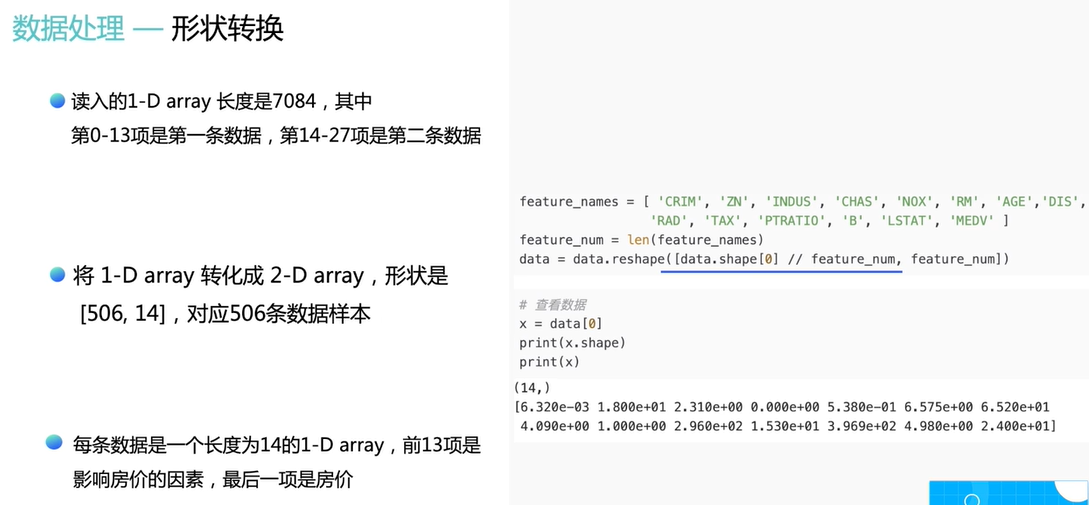 数据处理 — 形状转换
读入的1-D array 长度是7084，其中
第0-13项是第一条数据，第14-27项是第二条数据
将 1-D array 转化成 2-D array，形状是
[506, 14]，对应506条数据样本
每条数据是一个长度为14的1-D array，前13项是
影响房价的因素，最后一项是房价
feature_names = [ 'CRIM', 'ZN', 'INDUS', 'CHAS', 'NOX', 'RM', 'AGE','DIS',
'RAD', 'TAX', 'PTRATIO', 'B', 'LSTAT', 'MEDV' ]
feature_num = len(feature_names)
data = data.reshape([data.shape[0] // feature_num, feature_num])
# 查看数据
x = data[0]
print(x.shape)
print(x)
(14,)
[6.320e-03 1.800e+01 2.310e+00 0.000e+00 5.380e-01 6.575e+00 6.520e+01
4.090e+00 1.000e+00 2.960e+02 1.530e+01 3.969e+02 4.980e+00 2.400e+01]